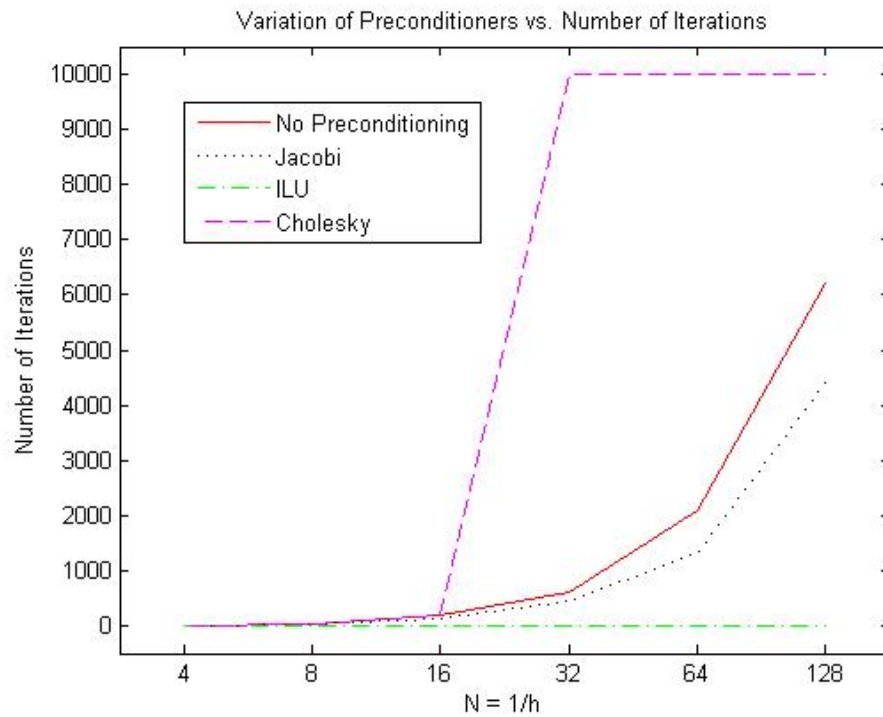 Variation of Preconditioners vs. Number of Iterations
10000
9000
8000
7000
6000
5000
4000
3000
2000
1000
0
Number of Iterations
No Preconditioning
Jacobi
ILU
Cholesky
4
8
16
32
64
128
N = 1/h